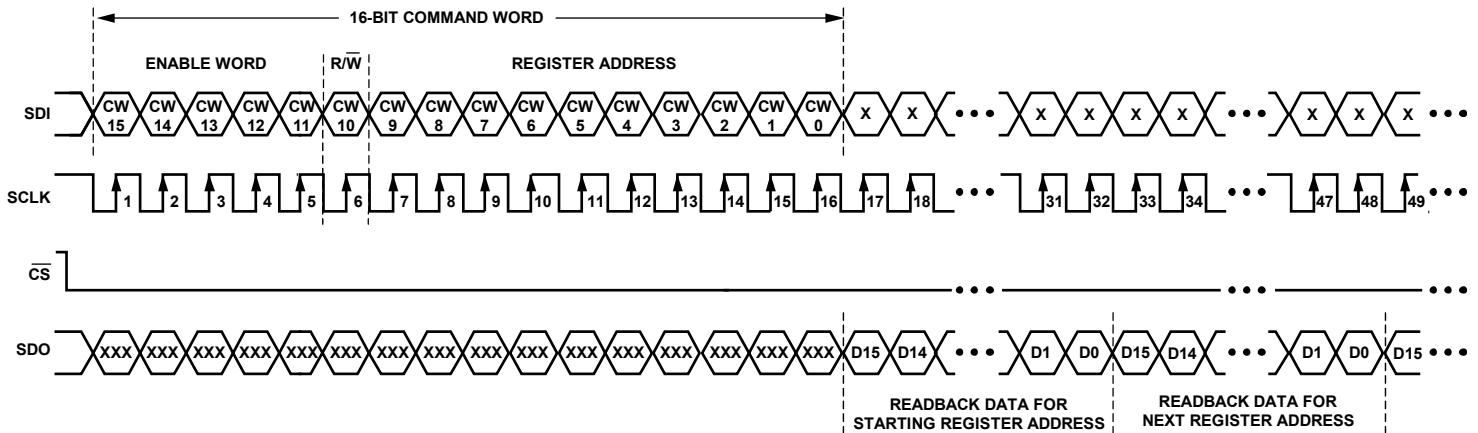 16-BIT COMMAND WORD
ENABLE WORD R/W̅ REGISTER ADDRESS
SDI CW 15 CW 14 CW 13 CW 12 CW 11 CW 10 CW 9 CW 8 CW 7 CW 6 CW 5 CW 4 CW 3 CW 2 CW 1 CW 0 X X ••• X X X X ••• X X X •••
SCLK 1 2 3 4 5 6 7 8 9 10 11 12 13 14 15 16 17 18 ••• 31 32 33 34 ••• 47 48 49 •••
C̅S̅ ••• ••• •••
SDO XXX XXX XXX XXX XXX XXX XXX XXX XXX XXX XXX XXX XXX XXX XXX XXX D15 D14 ••• D1 D0 D15 D14 ••• D1 D0 D15 •••
READBACK DATA FOR
STARTING REGISTER ADDRESS
READBACK DATA FOR
NEXT REGISTER ADDRESS